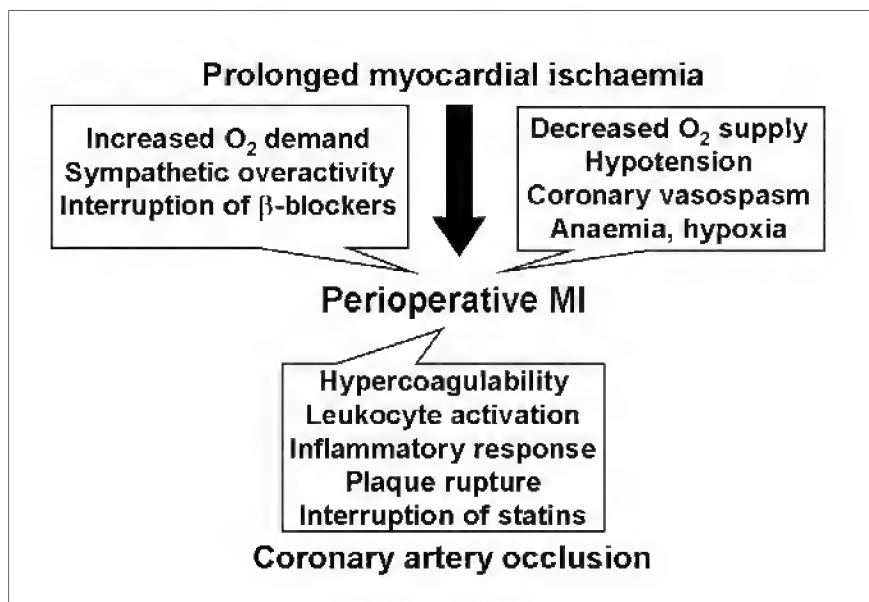 Prolonged myocardial ischaemia
Increased O₂ demand
Sympathetic overactivity
Interruption of β-blockers
Decreased O₂ supply
Hypotension
Coronary vasospasm
Anaemia, hypoxia
Perioperative MI
Hypercoagulability
Leukocyte activation
Inflammatory response
Plaque rupture
Interruption of statins
Coronary artery occlusion